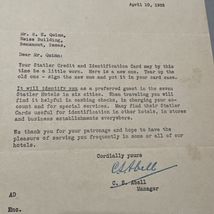 April 10, 1928
Mr. C. E. Quinn,
Weiss Building,
Beaumont, Texas.
Dear Mr. Quinn:
Your Statler Credit and Identification Card may by this
time be a little worn. Here is a new one. Tear up the
old one - sign the new one and put it in your card case.
It will identify you as a preferred guest in the seven
Statler Hotels in six cities. When traveling you will
find it helpful in cashing checks, in charging your ac-
count and for special services. Many find their Statler
Cards useful for identification in other hotels, in stores
and business establishments everywhere.
We thank you for your patronage and hope to have the
pleasure of serving you frequently in some or all of our
hotels.
Cordially yours
C. B. Abell
Manager
AD
Enc.